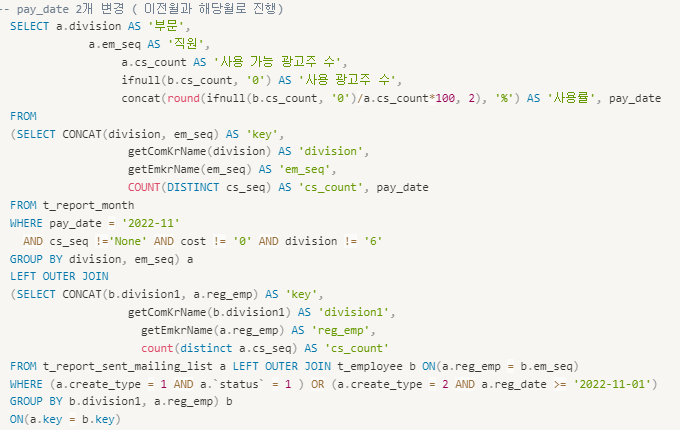 -- pay_date 2개 변경 ( 이전월과 해당월로 진행)
SELECT a.division AS '부문',
a.em_seq AS '직원',
a.cs_count AS '사용 가능 광고주 수',
ifnull(b.cs_count, '0') AS '사용 광고주 수',
concat(round(ifnull(b.cs_count, '0')/a.cs_count*100, 2), '%') AS '사용률', pay_date
FROM
(SELECT CONCAT(division, em_seq) AS 'key',
getComKrName(division) AS 'division',
getEmkrName(em_seq) AS 'em_seq',
COUNT(DISTINCT cs_seq) AS 'cs_count', pay_date
FROM t_report_month
WHERE pay_date = '2022-11'
AND cs_seq !='None' AND cost != '0' AND division != '6'
GROUP BY division, em_seq) a
LEFT OUTER JOIN
(SELECT CONCAT(b.division1, a.reg_emp) AS 'key',
getComKrName(b.division1) AS 'division1',
getEmkrName(a.reg_emp) AS 'reg_emp',
count(distinct a.cs_seq) AS 'cs_count'
FROM t_report_sent_mailing_list a LEFT OUTER JOIN t_employee b ON(a.reg_emp = b.em_seq)
WHERE (a.create_type = 1 AND a.`status` = 1 ) OR (a.create_type = 2 AND a.reg_date >= '2022-11-01')
GROUP BY b.division1, a.reg_emp) b
ON(a.key = b.key)